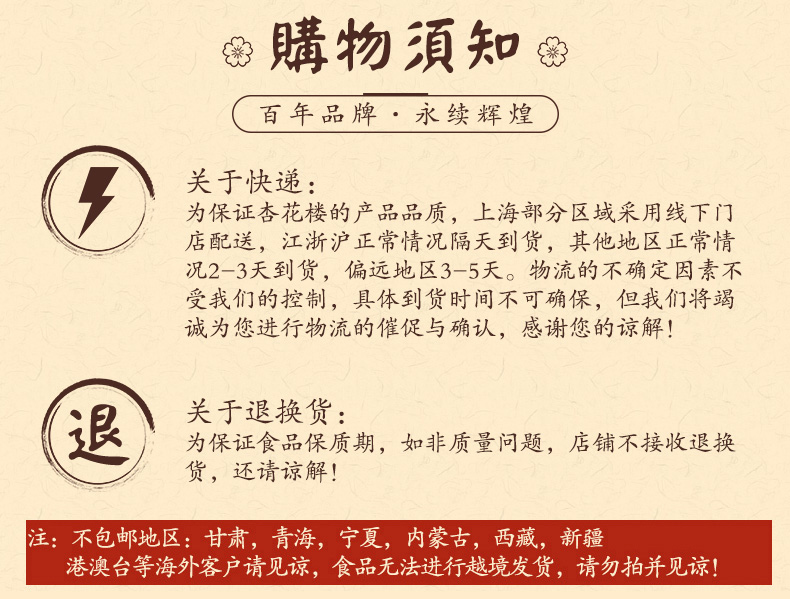 購物須知
百年品牌·永续辉煌
关于快递：
为保证杏花楼的产品品质，上海部分区域采用线下门
店配送，江浙沪正常情况隔天到货，其他地区正常情
况2-3天到货，偏远地区3-5天。物流的不确定因素不
受我们的控制，具体到货时间不可确保，但我们将竭
诚为您进行物流的催促与确认，感谢您的谅解！
退
关于退换货：
为保证食品保质期，如非质量问题，店铺不接收退换
货，还请谅解！
注：不包邮地区：甘肃，青海，宁夏，内蒙古，西藏，新疆
港澳台等海外客户请见谅，食品无法进行越境发货，请勿拍并见谅！